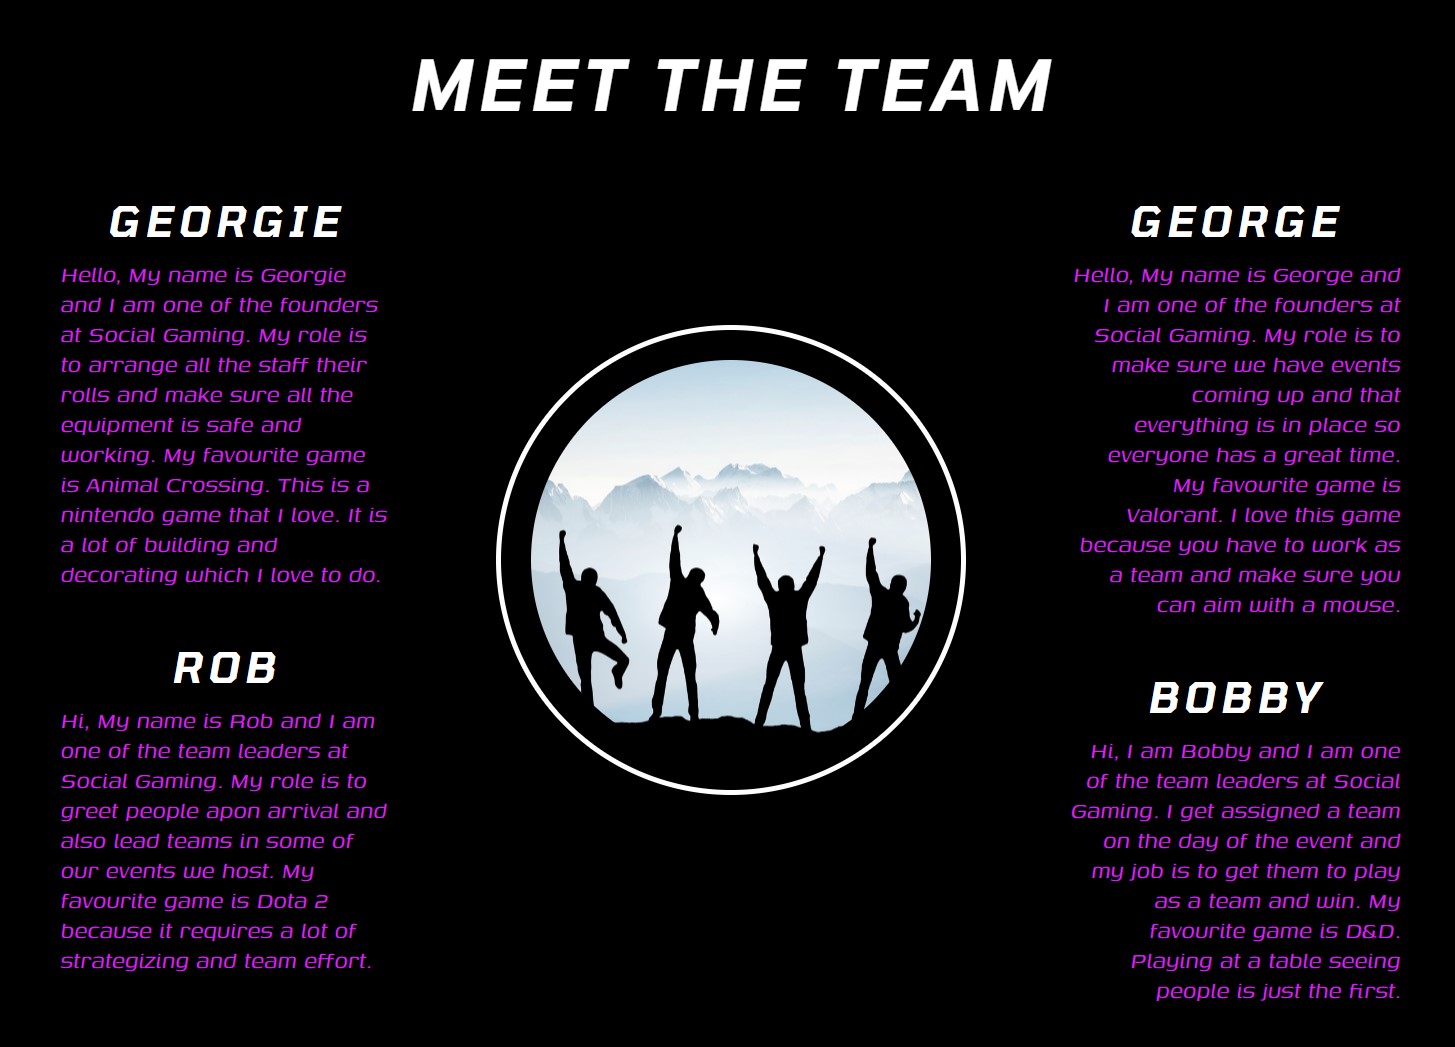 MEET THE TEAM
GEORGIE
Hello, My name is Georgie
and I am one of the founders
at Social Gaming. My role is
to arrange all the staff their
rolls and make sure all the
equipment is safe and
working. My favourite game
is Animal Crossing. This is a
nintendo game that I love. It is
a lot of building and
decorating which I love to do.
ROB
Hi, My name is Rob and I am
one of the team leaders at
Social Gaming. My role is to
greet people apon arrival and
also lead teams in some of
our events we host. My
favourite game is Dota 2
because it requires a lot of
strategizing and team effort.
GEORGE
Hello, My name is George and
I am one of the founders at
Social Gaming. My role is to
make sure we have events
coming up and that
everything is in place so
everyone has a great time.
My favourite game is
Valorant. I love this game
because you have to work as
a team and make sure you
can aim with a mouse.
BOBBY
Hi, I am Bobby and I am one
of the team leaders at Social
Gaming. I get assigned a team
on the day of the event and
my job is to get them to play
as a team and win. My
favourite game is D&D.
Playing at a table seeing
people is just the first.